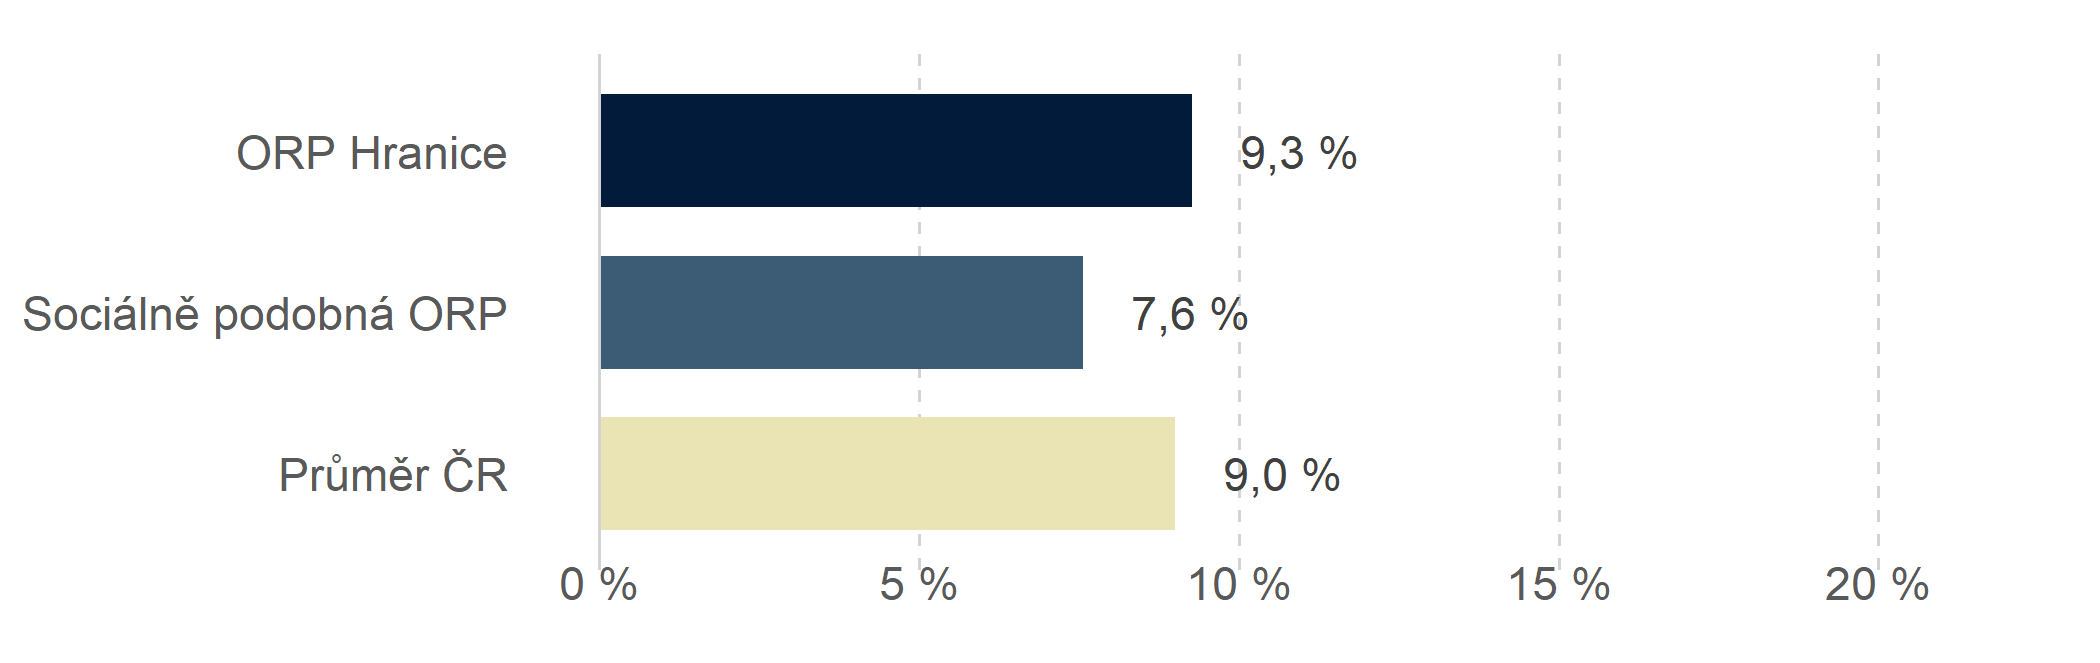 ORP Hranice
9,3 %
Sociálně podobná ORP
7,6 %
Průměr ČR
9,0 %
0 %
5 %
10 %
15 %
20 %